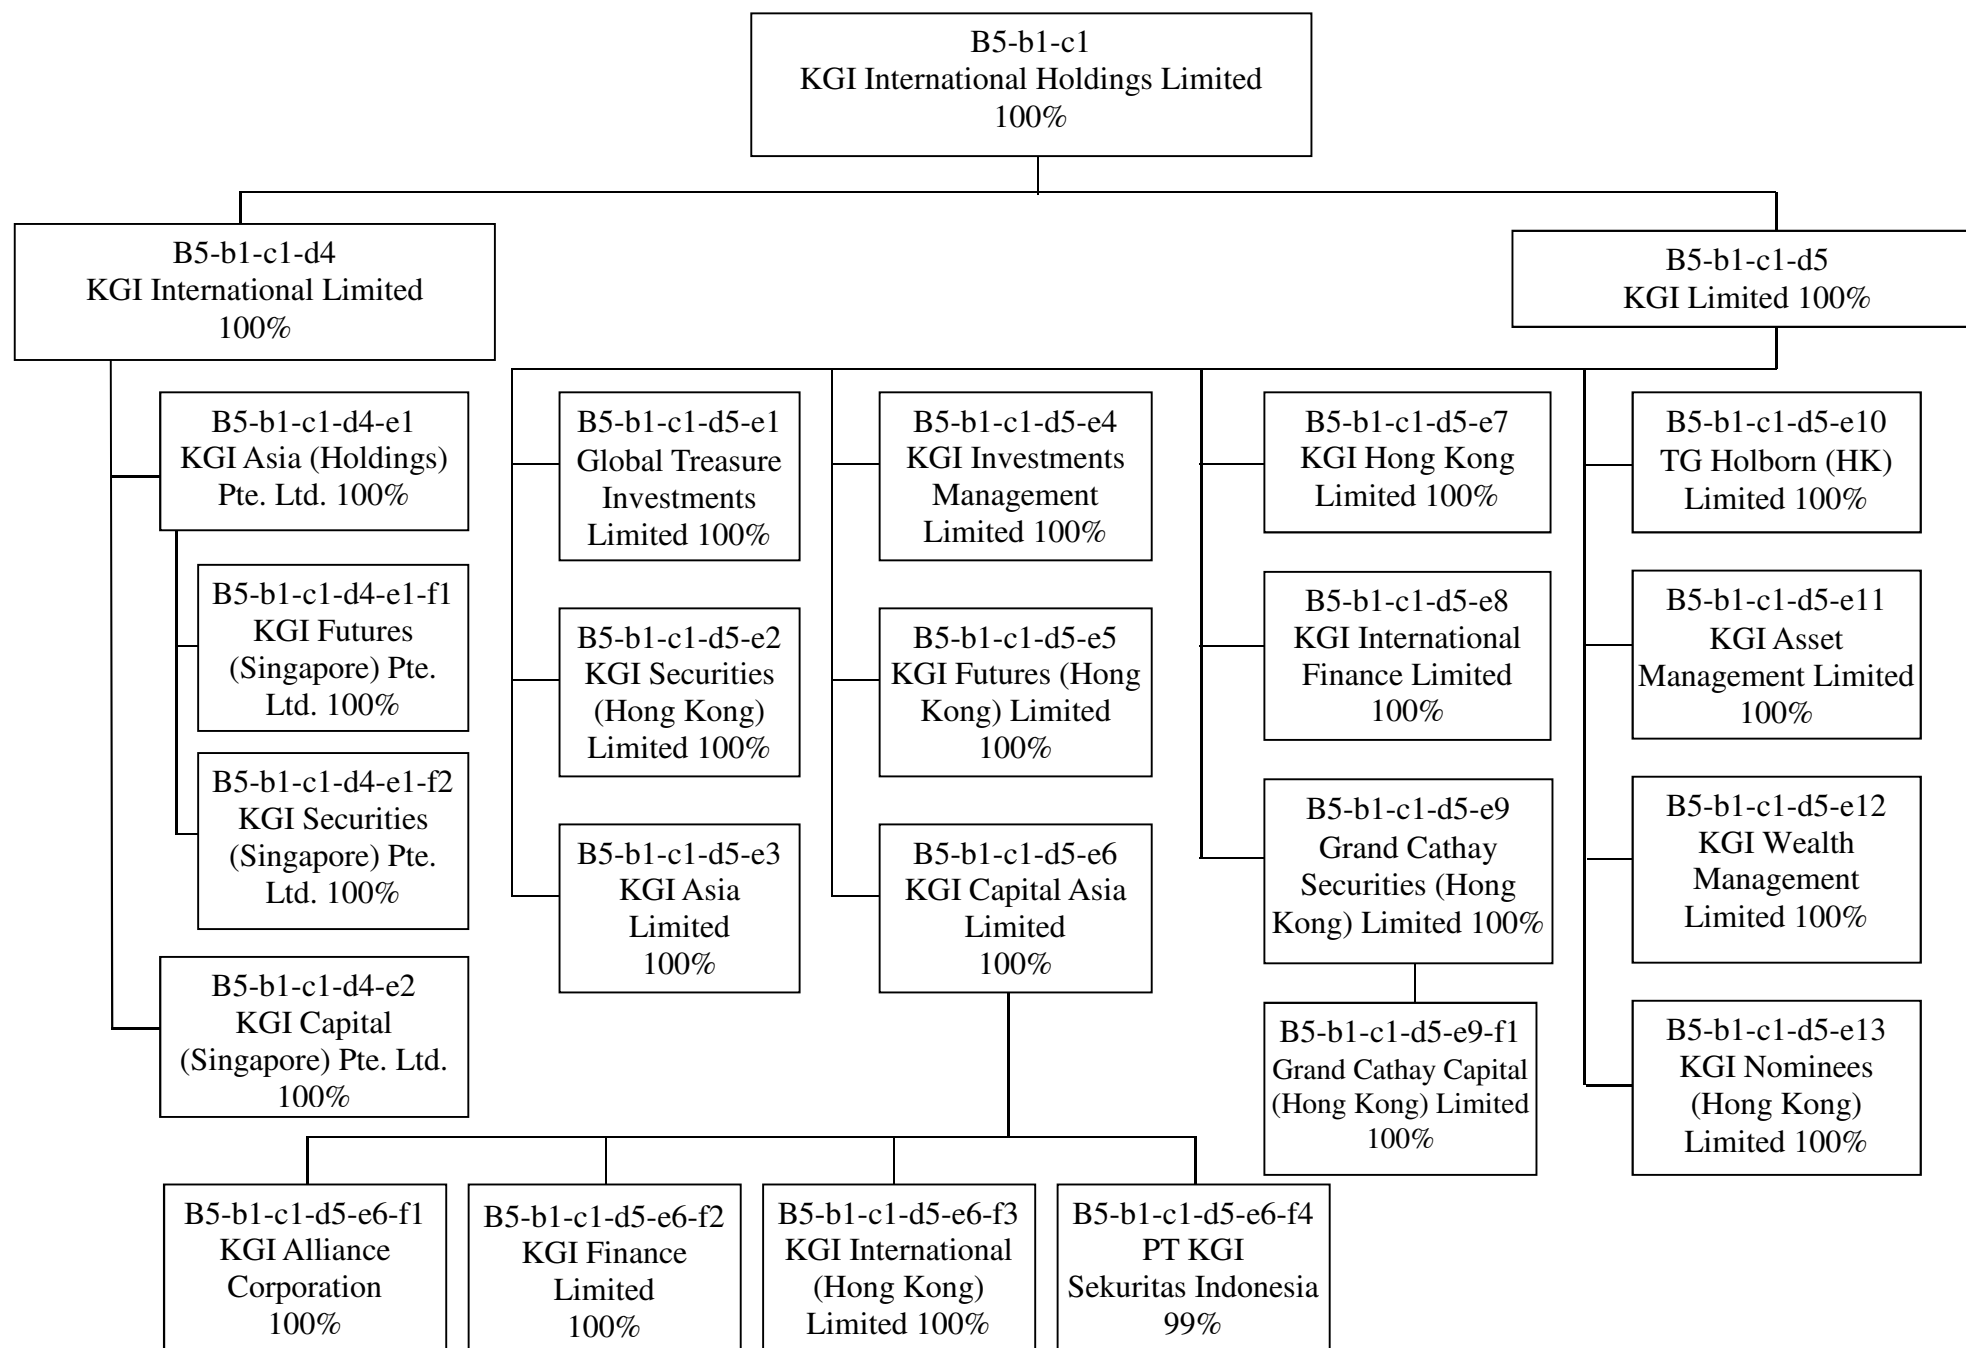 B5-b1-c1
KGI International Holdings Limited
100%
B5-b1-c1-d4
KGI International Limited
100%
B5-b1-c1-d5
KGI Limited 100%
B5-b1-c1-d4-e1
KGI Asia (Holdings)
Pte. Ltd. 100%
B5-b1-c1-d4-e1-f1
KGI Futures
(Singapore) Pte.
Ltd. 100%
B5-b1-c1-d4-e1-f2
KGI Securities
(Singapore) Pte.
Ltd. 100%
B5-b1-c1-d4-e2
KGI Capital
(Singapore) Pte. Ltd.
100%
B5-b1-c1-d5-e1
Global Treasure
Investments
Limited 100%
B5-b1-c1-d5-e2
KGI Securities
(Hong Kong)
Limited 100%
B5-b1-c1-d5-e3
KGI Asia
Limited
100%
B5-b1-c1-d5-e4
KGI Investments
Management
Limited 100%
B5-b1-c1-d5-e5
KGI Futures (Hong
Kong) Limited
100%
B5-b1-c1-d5-e6
KGI Capital Asia
Limited
100%
B5-b1-c1-d5-e7
KGI Hong Kong
Limited 100%
B5-b1-c1-d5-e8
KGI International
Finance Limited
100%
B5-b1-c1-d5-e9
Grand Cathay
Securities (Hong
Kong) Limited 100%
B5-b1-c1-d5-e9-f1
Grand Cathay Capital
(Hong Kong) Limited
100%
B5-b1-c1-d5-e10
TG Holborn (HK)
Limited 100%
B5-b1-c1-d5-e11
KGI Asset
Management Limited
100%
B5-b1-c1-d5-e12
KGI Wealth
Management
Limited 100%
B5-b1-c1-d5-e13
KGI Nominees
(Hong Kong)
Limited 100%
B5-b1-c1-d5-e6-f1
KGI Alliance
Corporation
100%
B5-b1-c1-d5-e6-f2
KGI Finance
Limited
100%
B5-b1-c1-d5-e6-f3
KGI International
(Hong Kong)
Limited 100%
B5-b1-c1-d5-e6-f4
PT KGI
Sekuritas Indonesia
99%